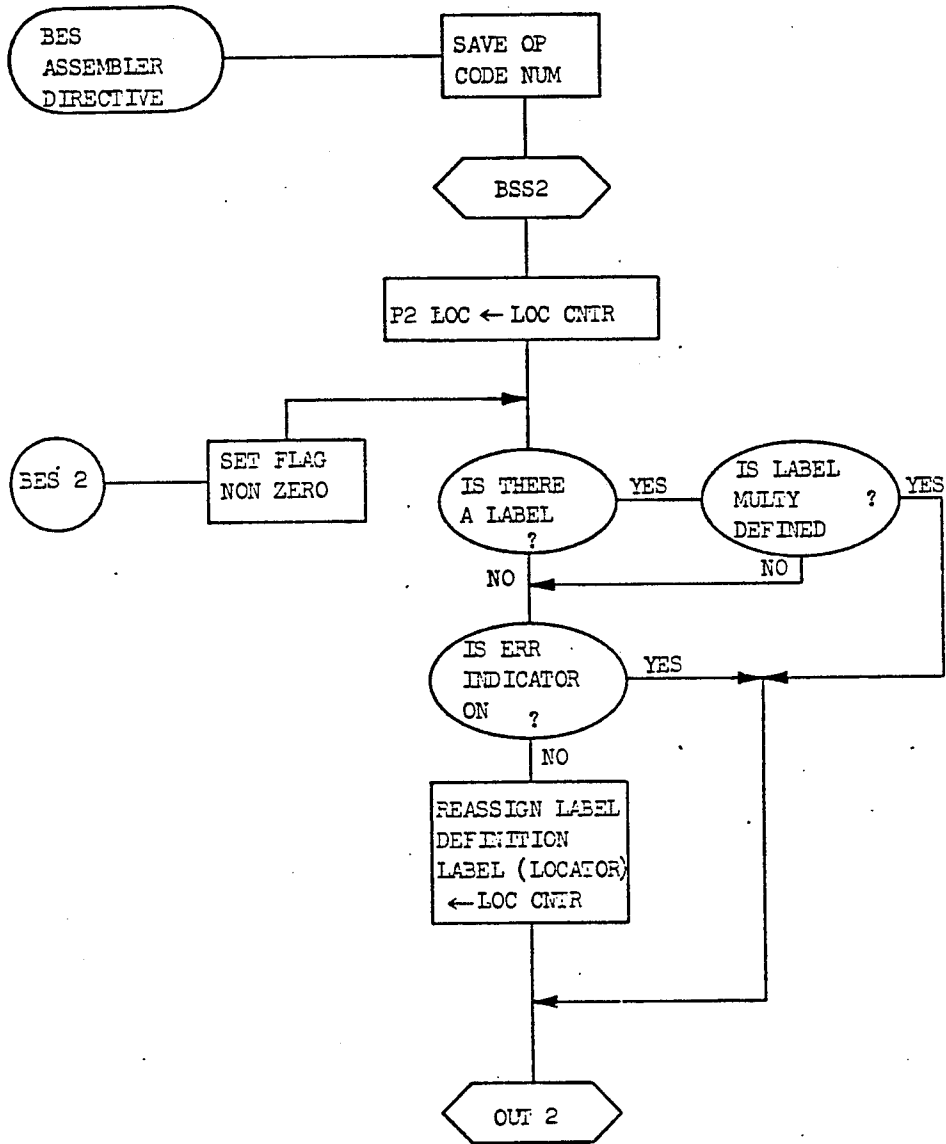 BES
ASSEMBLER
DIRECTIVE
SAVE OP
CODE NUM
BSS2
P2 LOC ← LOC CNTR
BES 2
SET FLAG
NON ZERO
IS THERE
A LABEL
?
YES
IS LABEL
MULTY ?
DEFINED
YES
NO
NO
IS ERR
INDICATOR
ON ?
YES
NO
REASSIGN LABEL
DEFINITION
LABEL (LOCATOR)
← LOC CNTR
OUT 2